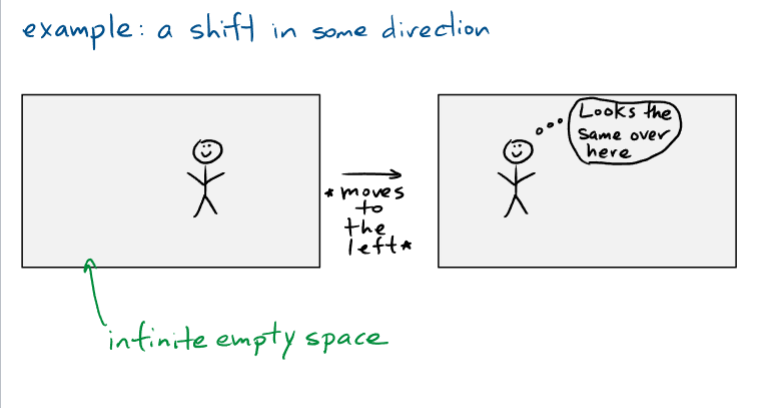 example: a shift in some direction
Looks the
same over
here
*moves
to
the
left*
infinite empty space